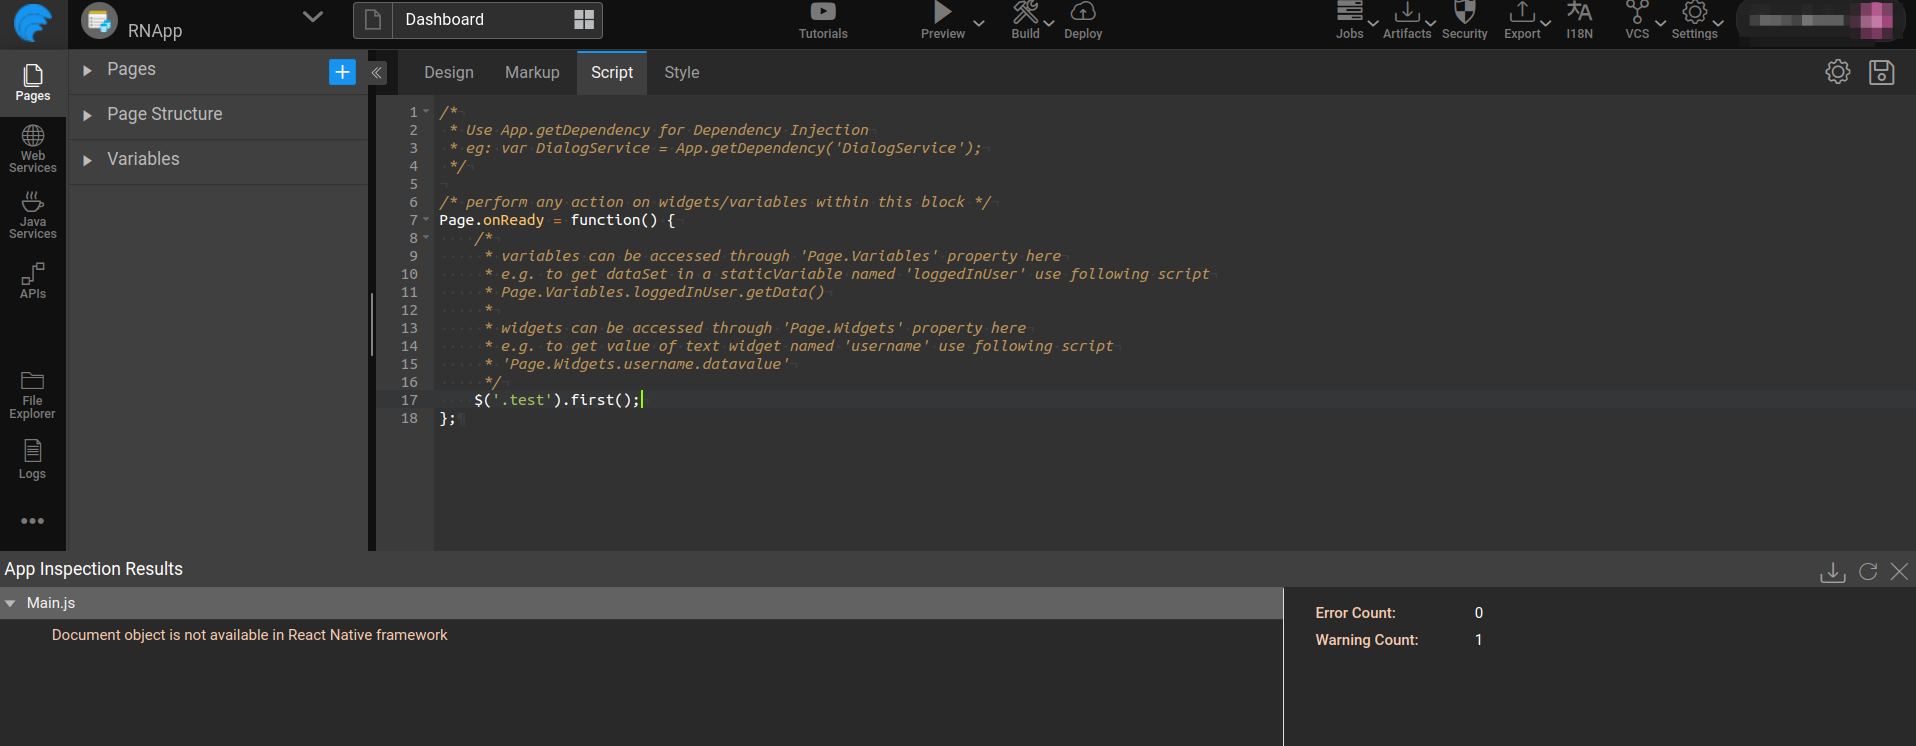 RNApp
Dashboard
Tutorials
Preview
Build
Deploy
Jobs
Artifacts
Security
Export
I18N
VCS
Settings
Pages
Web Services
Java Services
APIs
File Explorer
Logs
Pages
Page Structure
Variables
Design Markup Script Style
1 /*
2  * Use App.getDependency for Dependency Injection
3  * eg: var DialogService = App.getDependency('DialogService');
4  */
5
6 /* perform any action on widgets/variables within this block */
7 Page.onReady = function() {
8     /*
9      * variables can be accessed through 'Page.Variables' property here
10      * e.g. to get dataSet in a staticVariable named 'loggedInUser' use following script
11      * Page.Variables.loggedInUser.getData()
12      *
13      * widgets can be accessed through 'Page.Widgets' property here
14      * e.g. to get value of text widget named 'username' use following script
15      * 'Page.Widgets.username.datavalue'
16      */
17     $('.test').first();
18 };
App Inspection Results
Main.js
Document object is not available in React Native framework
Error Count: 0
Warning Count: 1